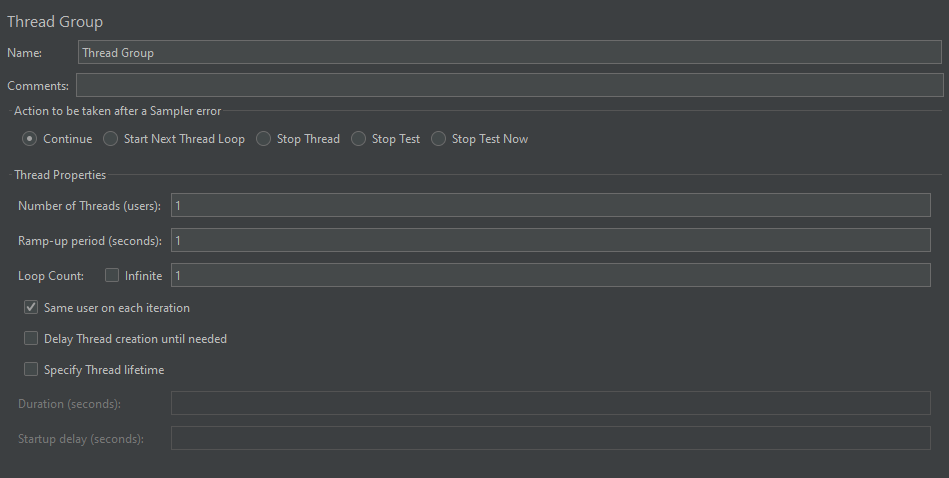 Thread Group
Name: Thread Group
Comments:
Action to be taken after a Sampler error
Continue Start Next Thread Loop Stop Thread Stop Test Stop Test Now
Thread Properties
Number of Threads (users): 1
Ramp-up period (seconds): 1
Loop Count: Infinite 1
Same user on each iteration
Delay Thread creation until needed
Specify Thread lifetime
Duration (seconds):
Startup delay (seconds):